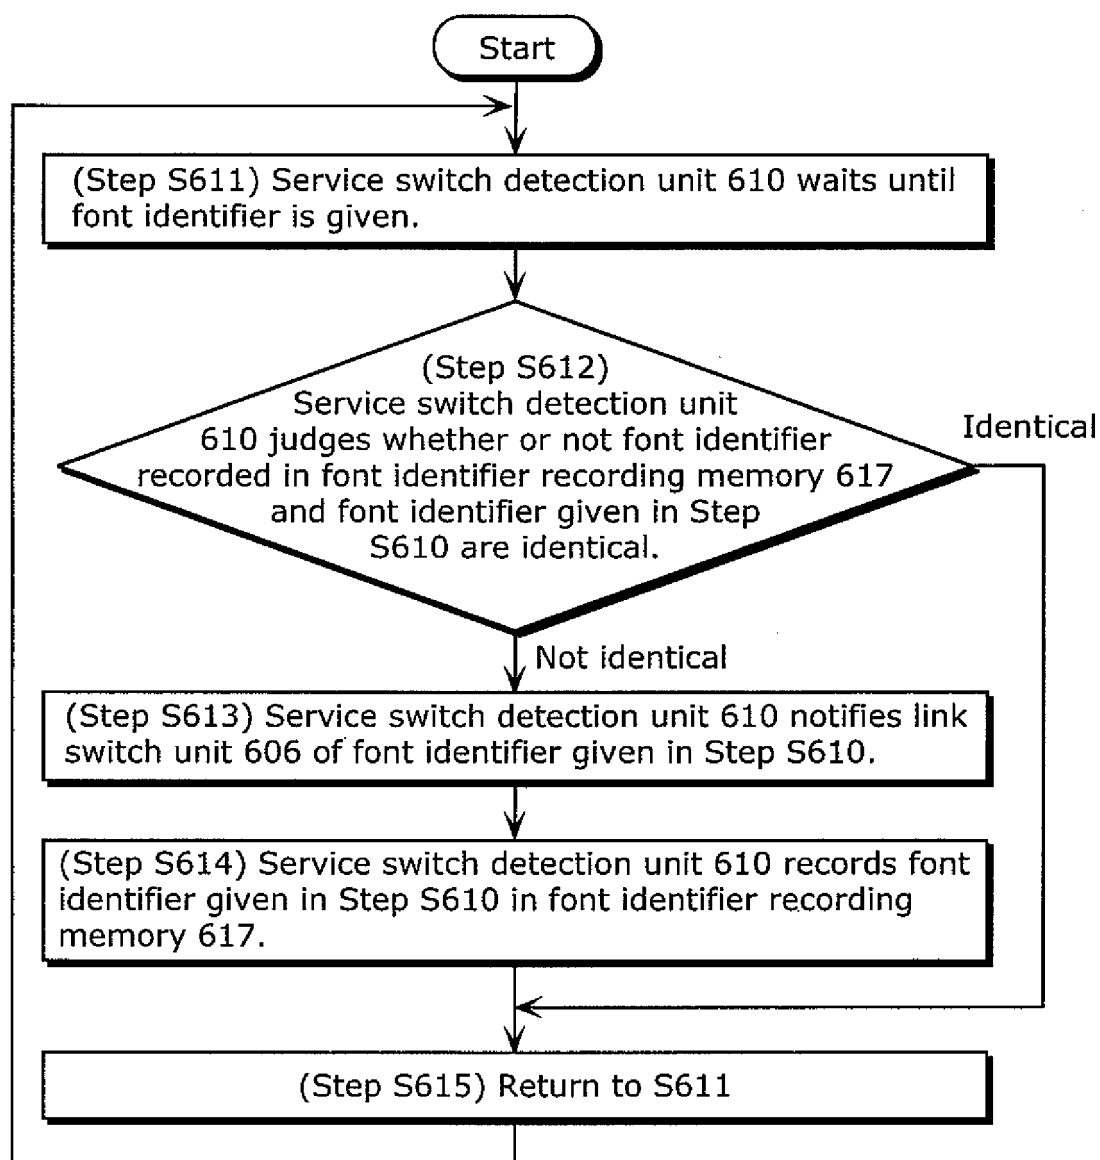 Start
(Step S611) Service switch detection unit 610 waits until
font identifier is given.
(Step S612)
Service switch detection unit
610 judges whether or not font identifier
recorded in font identifier recording memory 617
and font identifier given in Step
S610 are identical.
Identical
Not identical
(Step S613) Service switch detection unit 610 notifies link
switch unit 606 of font identifier given in Step S610.
(Step S614) Service switch detection unit 610 records font
identifier given in Step S610 in font identifier recording
memory 617.
(Step S615) Return to S611